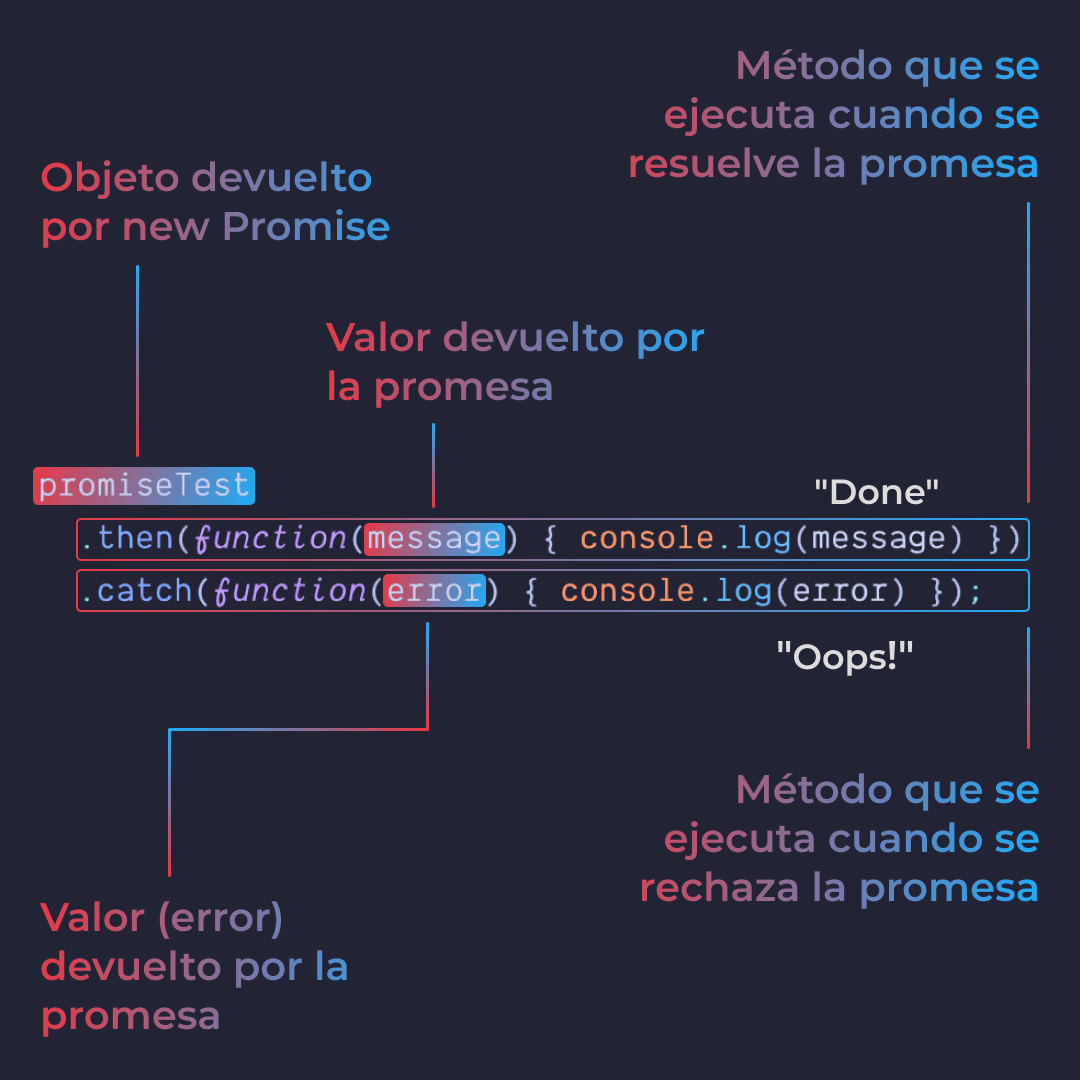 Método que se
ejecuta cuando se
resuelve la promesa
Objeto devuelto
por new Promise
Valor devuelto por
la promesa
promiseTest
"Done"
.then(function(message) { console.log(message) })
.catch(function(error) { console.log(error) });
"Oops!"
Método que se
ejecuta cuando se
rechaza la promesa
Valor (error)
devuelto por la
promesa